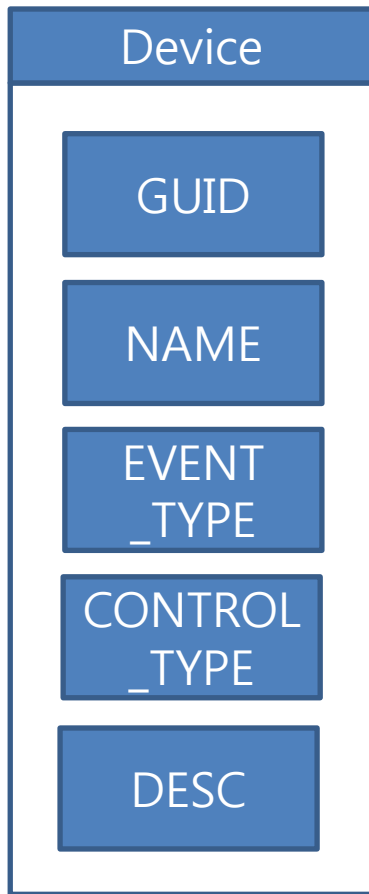 Device
GUID
NAME
EVENT
_TYPE
CONTROL
_TYPE
DESC